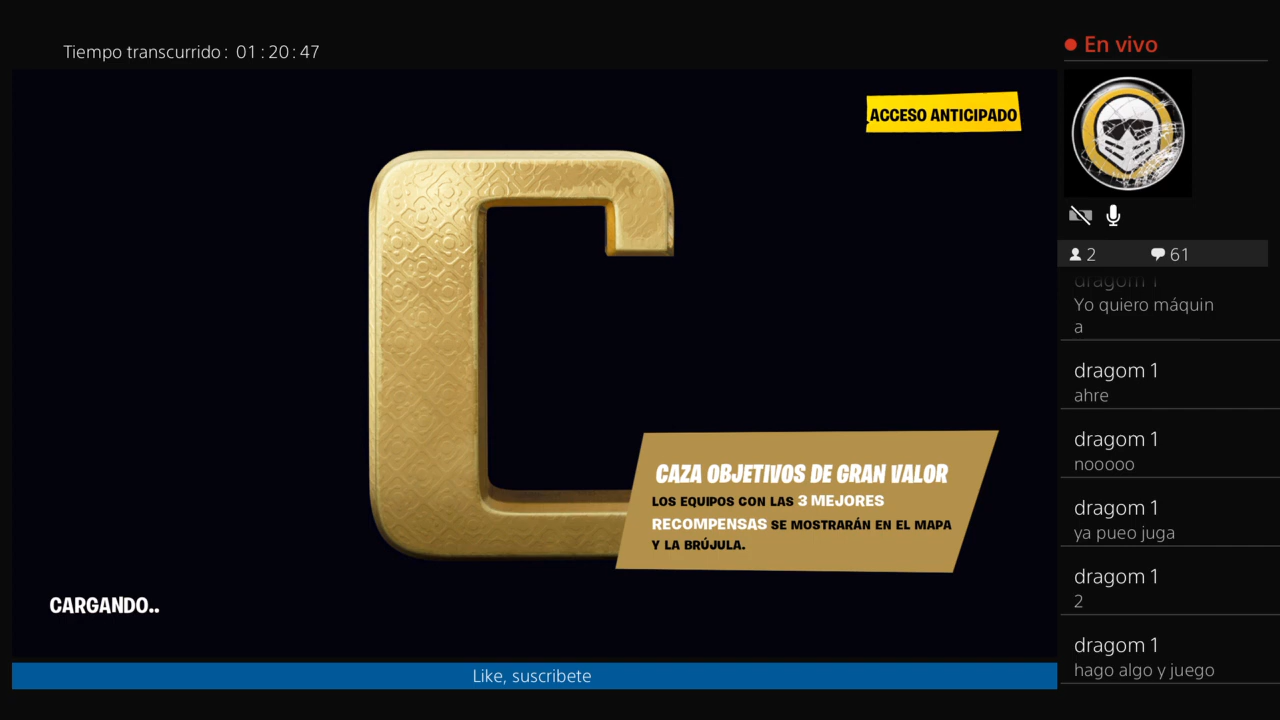 Tiempo transcurrido: 01:20:47
En vivo
ACCESO ANTICIPADO
C
2 61
dragom 1
Yo quiero máquin
a
dragom 1
ahre
dragom 1
nooooo
dragom 1
ya pueo juga
dragom 1
2
dragom 1
hago algo y juego
CAZA OBJETIVOS DE GRAN VALOR
LOS EQUIPOS CON LAS 3 MEJORES
RECOMPENSAS SE MOSTRARÁN EN EL MAPA
Y LA BRÚJULA.
CARGANDO..
Like, suscribete